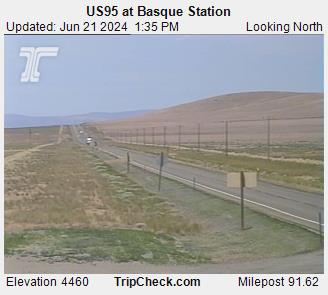 US95 at Basque Station
Updated: Jun 21 2024 1:35 PM Looking North
Elevation 4460 TripCheck.com Milepost 91.62